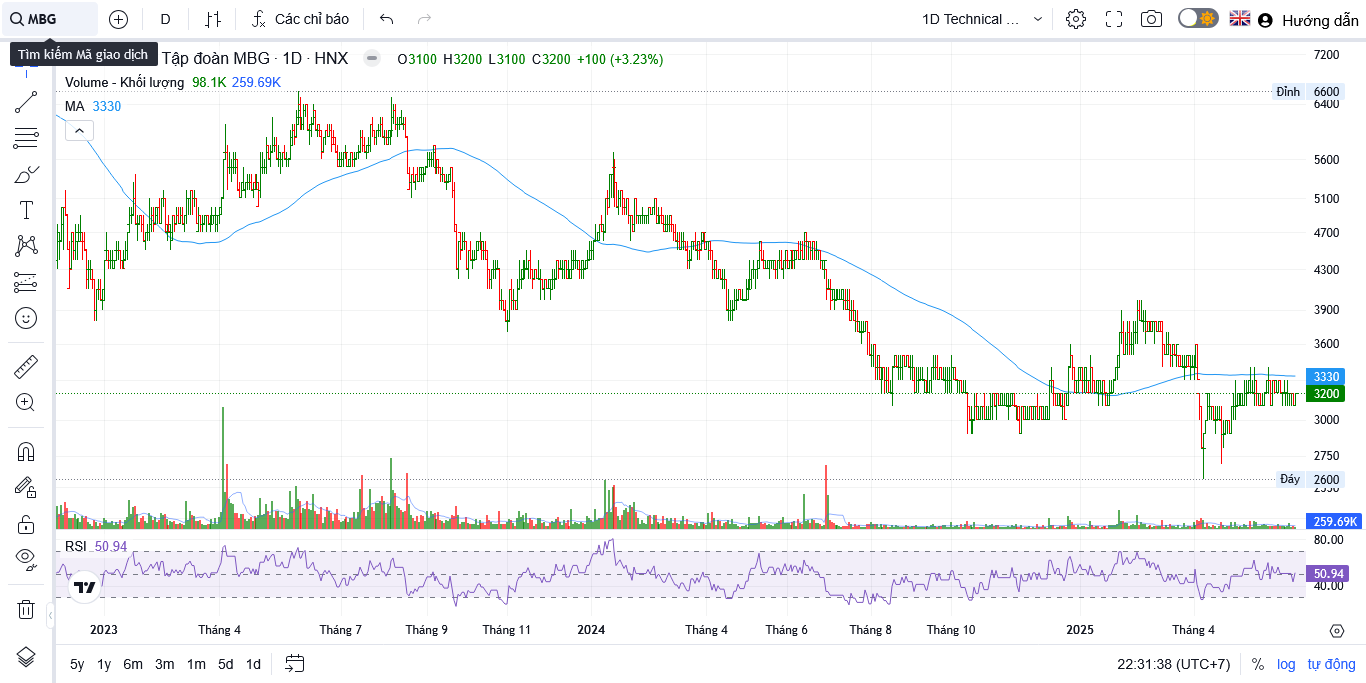 MBG
D
Các chỉ báo
1D Technical ...
Hướng dẫn
Tìm kiếm Mã giao dịch
Tập đoàn MBG · 1D · HNX
O3100 H3200 L3100 C3200 +100 (+3.23%)
Volume - Khối lượng 98.1K 259.69K
MA 3330
7200
Đỉnh 6600
6400
5600
5100
4700
4300
3900
3600
3330
3200
3000
2750
Đáy 2600
259.69K
RSI 50.94
80.00
50.94
40.00
2023 Tháng 4 Tháng 7 Tháng 9 Tháng 11 2024 Tháng 4 Tháng 6 Tháng 8 Tháng 10 2025 Tháng 4
5y 1y 6m 3m 1m 5d 1d
22:31:38 (UTC+7) % log tự động